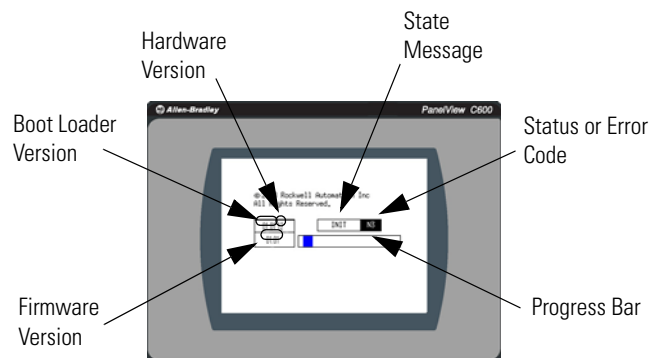 Hardware
Version
State
Message
Allen-Bradley
PanelView C600
Boot Loader
Version
Status or Error
Code
Rockwell Automation Inc
All Rights Reserved.
INIT N3
Firmware
Version
Progress Bar